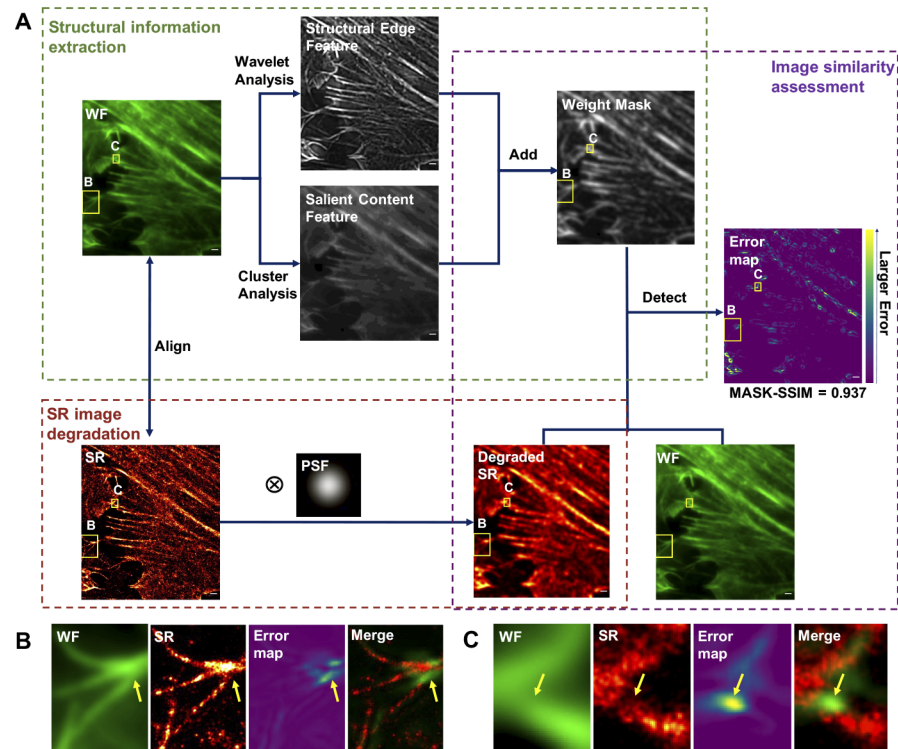 A
Structural information
extraction
Structural Edge
Feature
Wavelet
Analysis
Image similarity
assessment
WF
C
B
Weight Mask
C
B
Add
Salient Content
Feature
Cluster
Analysis
Error
map
C
B
Larger Error
Detect
Align
MASK-SSIM = 0.937
SR image
degradation
SR
C
B
⊗
PSF
Degraded
SR
C
B
WF
C
B
B
WF
SR
Error
map
Merge
C
WF
SR
Error
map
Merge